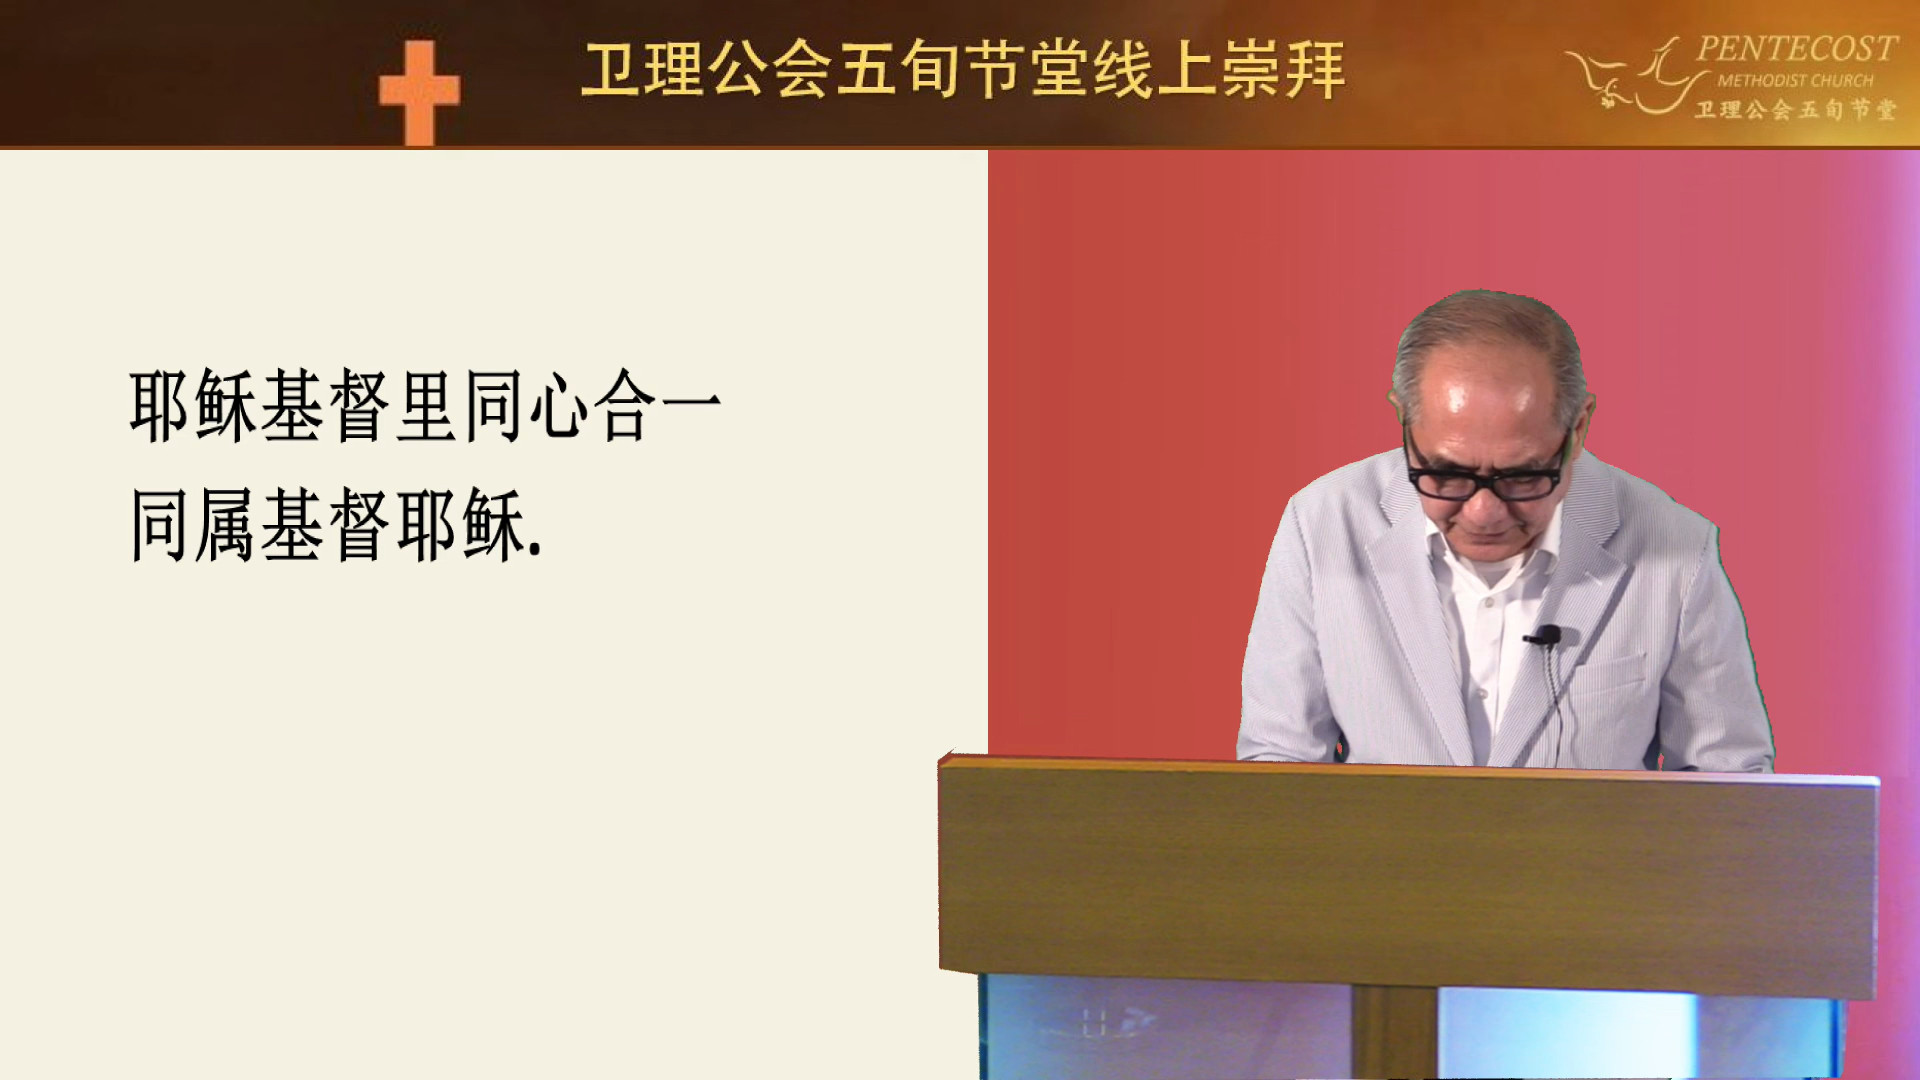 卫理公会五旬节堂线上崇拜
PENTECOST
METHODIST CHURCH
卫理公会五旬节堂
耶稣基督里同心合一
同属基督耶稣.